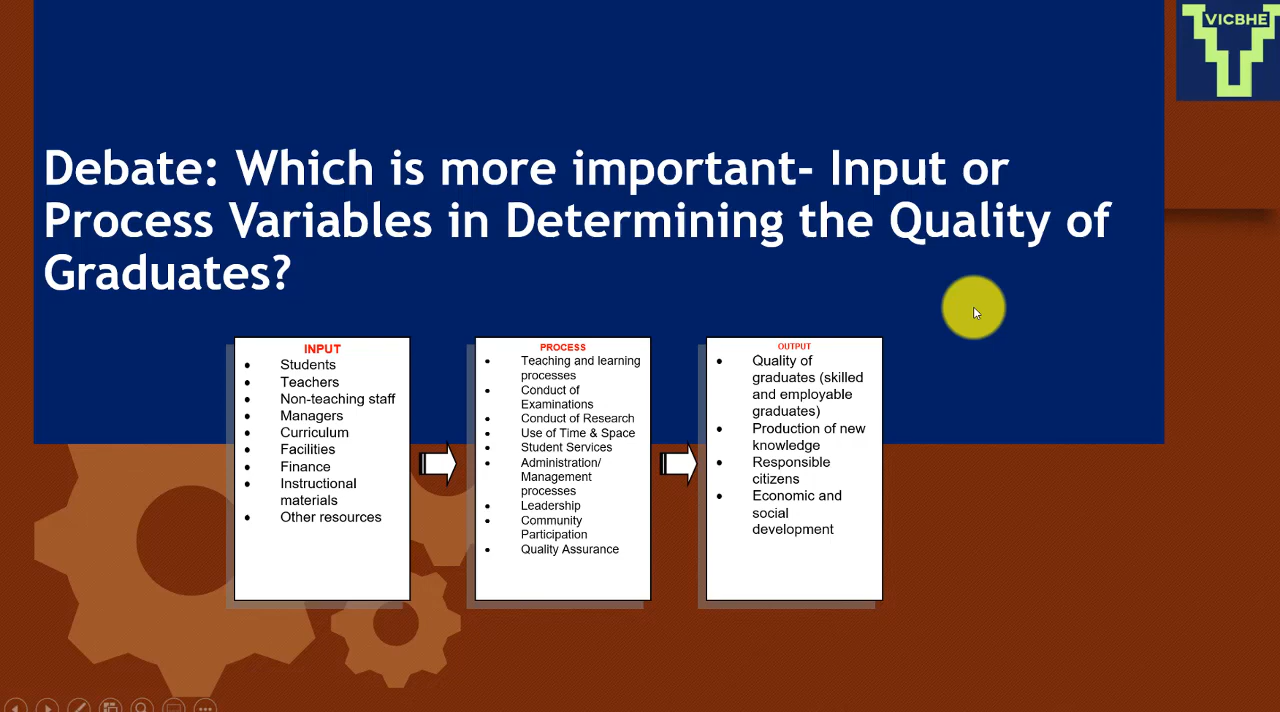 VICBHE
Debate: Which is more important- Input or
Process Variables in Determining the Quality of
Graduates?
INPUT
• Students
• Teachers
• Non-teaching staff
• Managers
• Curriculum
• Facilities
• Finance
• Instructional
materials
• Other resources
PROCESS
• Teaching and learning
processes
• Conduct of
Examinations
• Conduct of Research
• Use of Time & Space
• Student Services
• Administration/
Management
processes
• Leadership
• Community
Participation
• Quality Assurance
OUTPUT
• Quality of
graduates (skilled
and employable
graduates)
• Production of new
knowledge
• Responsible
citizens
• Economic and
social
development